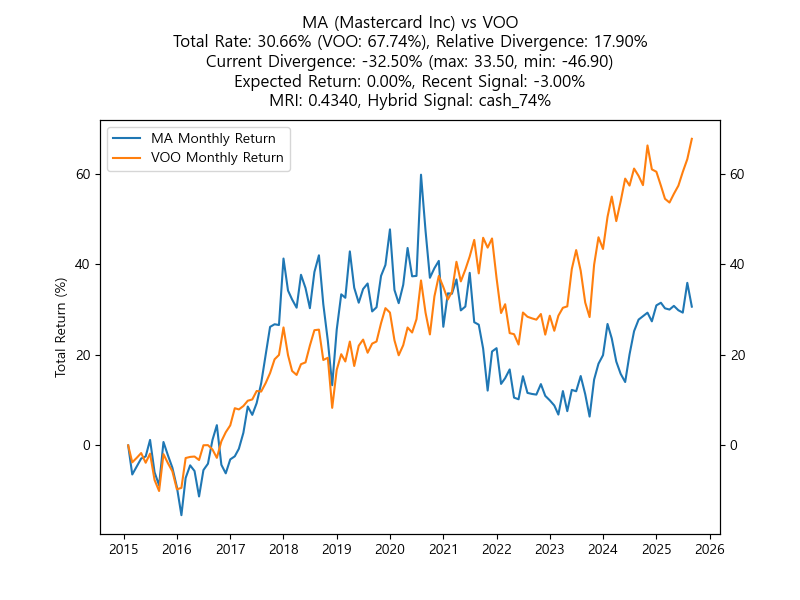 MA (Mastercard Inc) vs VOO
Total Rate: 30.66% (VOO: 67.74%), Relative Divergence: 17.90%
Current Divergence: -32.50% (max: 33.50, min: -46.90)
Expected Return: 0.00%, Recent Signal: -3.00%
MRI: 0.4340, Hybrid Signal: cash_74%
MA Monthly Return
VOO Monthly Return
Total Return (%)
60
40
20
0
60
40
20
0
2015 2016 2017 2018 2019 2020 2021 2022 2023 2024 2025 2026